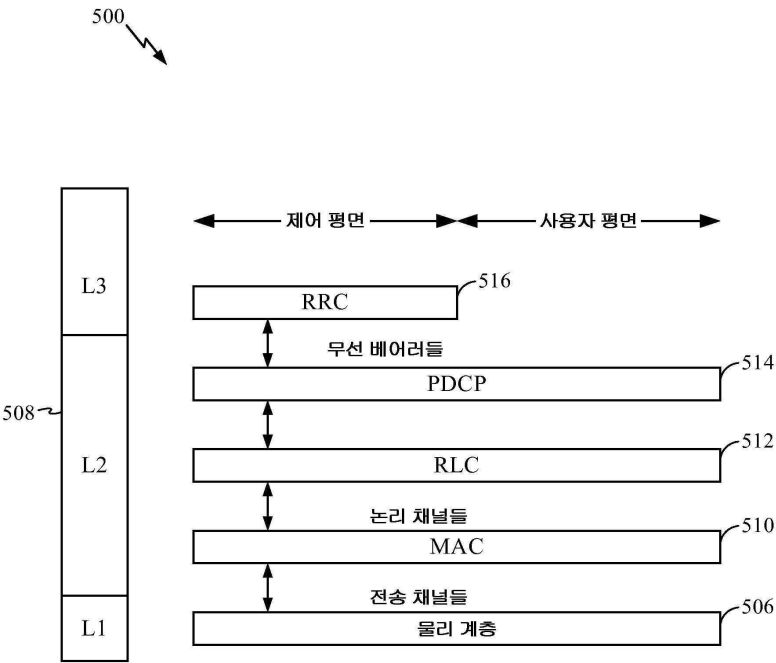 500
제어 평면
사용자 평면
L3
RRC
516
무선 베어러들
PDCP
514
508
L2
RLC
512
논리 채널들
MAC
510
전송 채널들
L1
물리 계층
506